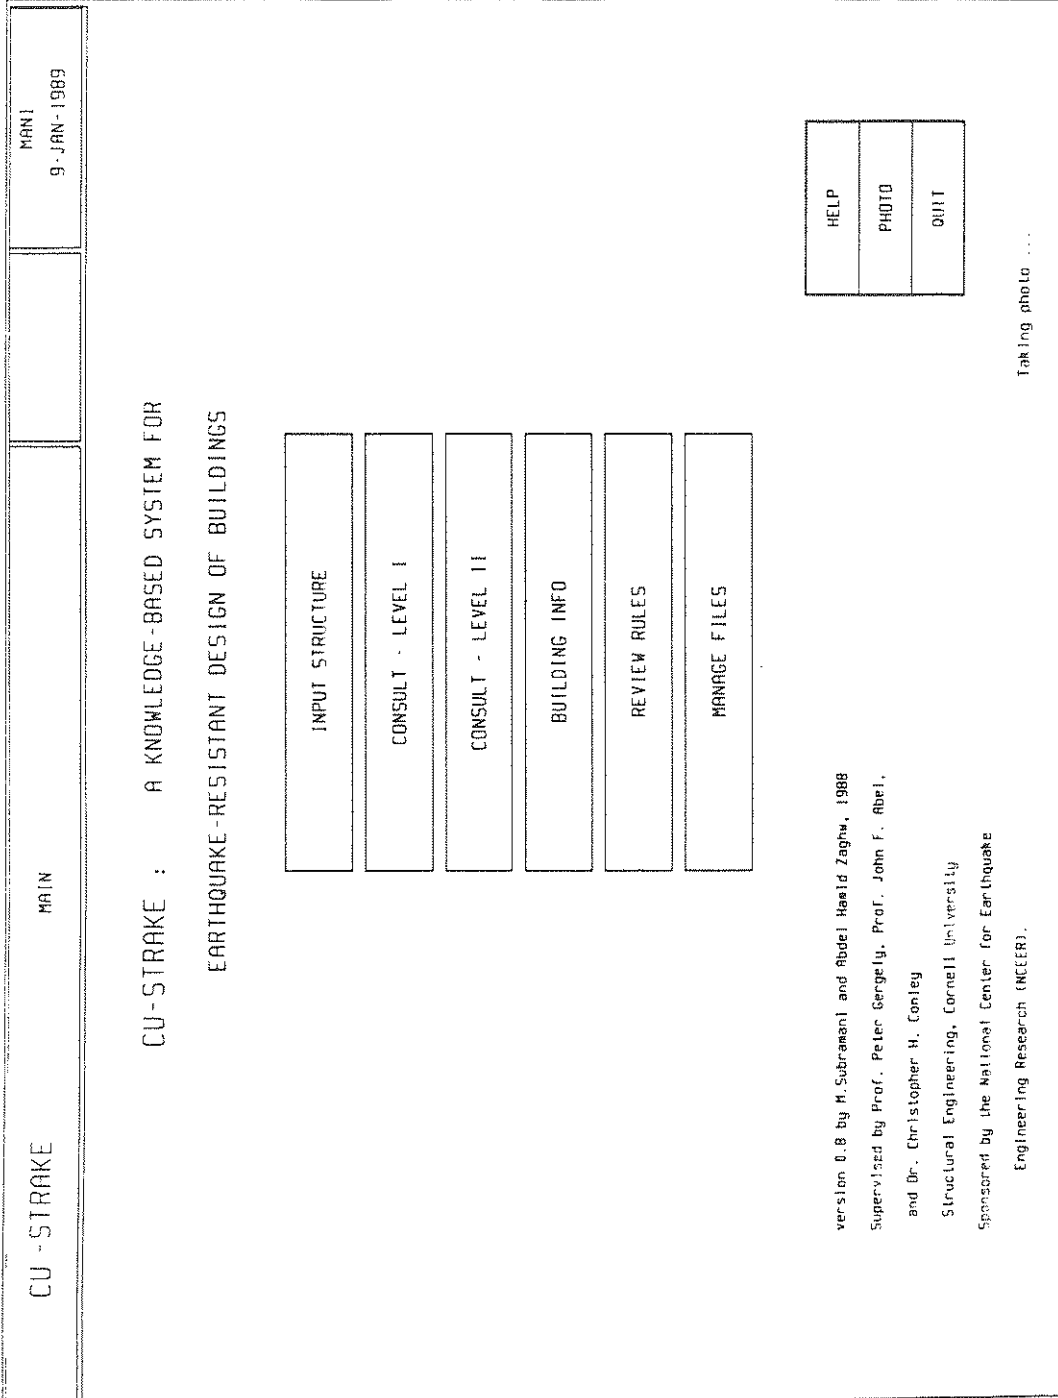 CU-STRAKE
MAIN
MANI
9-JAN-1989
CU-STRAKE : A KNOWLEDGE-BASED SYSTEM FOR
EARTHQUAKE-RESISTANT DESIGN OF BUILDINGS
INPUT STRUCTURE
CONSULT - LEVEL I
CONSULT - LEVEL II
BUILDING INFO
REVIEW RULES
MANAGE FILES
HELP
PHOTO
QUIT
version 0.8 by M.Subramani and Abdel Hamid Zaghw, 1988
Supervised by Prof. Peter Gergely, Prof. John F. Abel,
and Dr. Christopher H. Conley
Structural Engineering, Cornell University
Sponsored by the National Center for Earthquake
Engineering Research (NCEER).
Taking photo ...